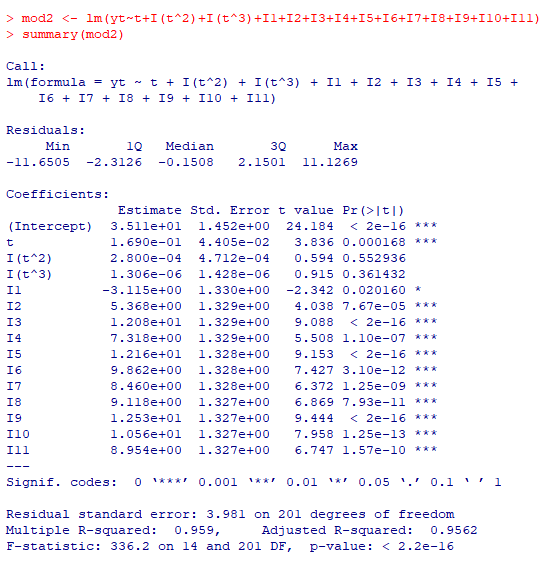 > mod2 <- lm(yt~t+I(t^2)+I(t^3)+I1+I2+I3+I4+I5+I6+I7+I8+I9+I10+I11)
> summary(mod2)
Call:
lm(formula = yt ~ t + I(t^2) + I(t^3) + I1 + I2 + I3 + I4 + I5 +
    I6 + I7 + I8 + I9 + I10 + I11)
Residuals:
     Min       1Q   Median       3Q      Max
-11.6505  -2.3126  -0.1508   2.1501  11.1269
Coefficients:
              Estimate Std. Error t value Pr(>|t|)
(Intercept)  3.511e+01  1.452e+00  24.184  < 2e-16 ***
t            1.690e-01  4.405e-02   3.836 0.000168 ***
I(t^2)       2.800e-04  4.712e-04   0.594 0.552936
I(t^3)       1.306e-06  1.428e-06   0.915 0.361432
I1          -3.115e+00  1.330e+00  -2.342 0.020160 *
I2           5.368e+00  1.329e+00   4.038 7.67e-05 ***
I3           1.208e+01  1.329e+00   9.088  < 2e-16 ***
I4           7.318e+00  1.329e+00   5.508 1.10e-07 ***
I5           1.216e+01  1.328e+00   9.153  < 2e-16 ***
I6           9.862e+00  1.328e+00   7.427 3.10e-12 ***
I7           8.460e+00  1.328e+00   6.372 1.25e-09 ***
I8           9.118e+00  1.327e+00   6.869 7.93e-11 ***
I9           1.253e+01  1.327e+00   9.444  < 2e-16 ***
I10          1.056e+01  1.327e+00   7.958 1.25e-13 ***
I11          8.954e+00  1.327e+00   6.747 1.57e-10 ***
---
Signif. codes:  0 ‘***’ 0.001 ‘**’ 0.01 ‘*’ 0.05 ‘.’ 0.1 ‘ ’ 1
Residual standard error: 3.981 on 201 degrees of freedom
Multiple R-squared:  0.959,     Adjusted R-squared:  0.9562
F-statistic: 336.2 on 14 and 201 DF,  p-value: < 2.2e-16